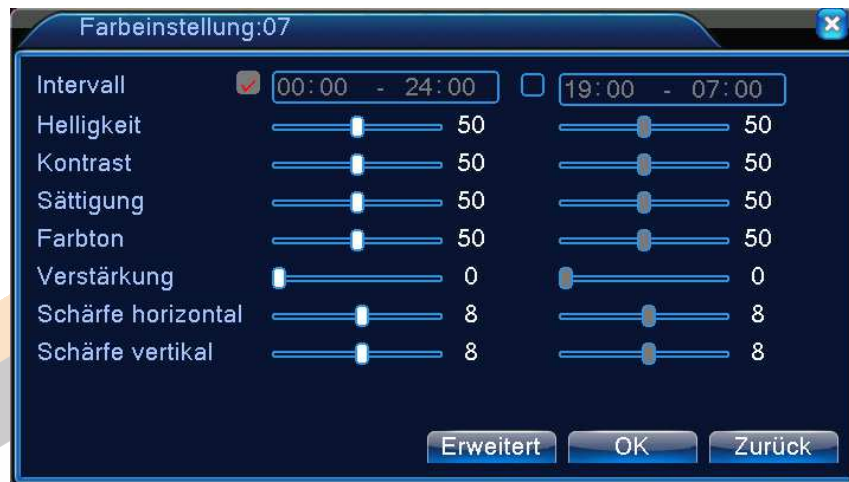 Farbeinstellung:07
Intervall 00:00 - 24:00 19:00 - 07:00
Helligkeit 50 50
Kontrast 50 50
Sättigung 50 50
Farbton 50 50
Verstärkung 0 0
Schärfe horizontal 8 8
Schärfe vertikal 8 8
Erweitert OK Zurück